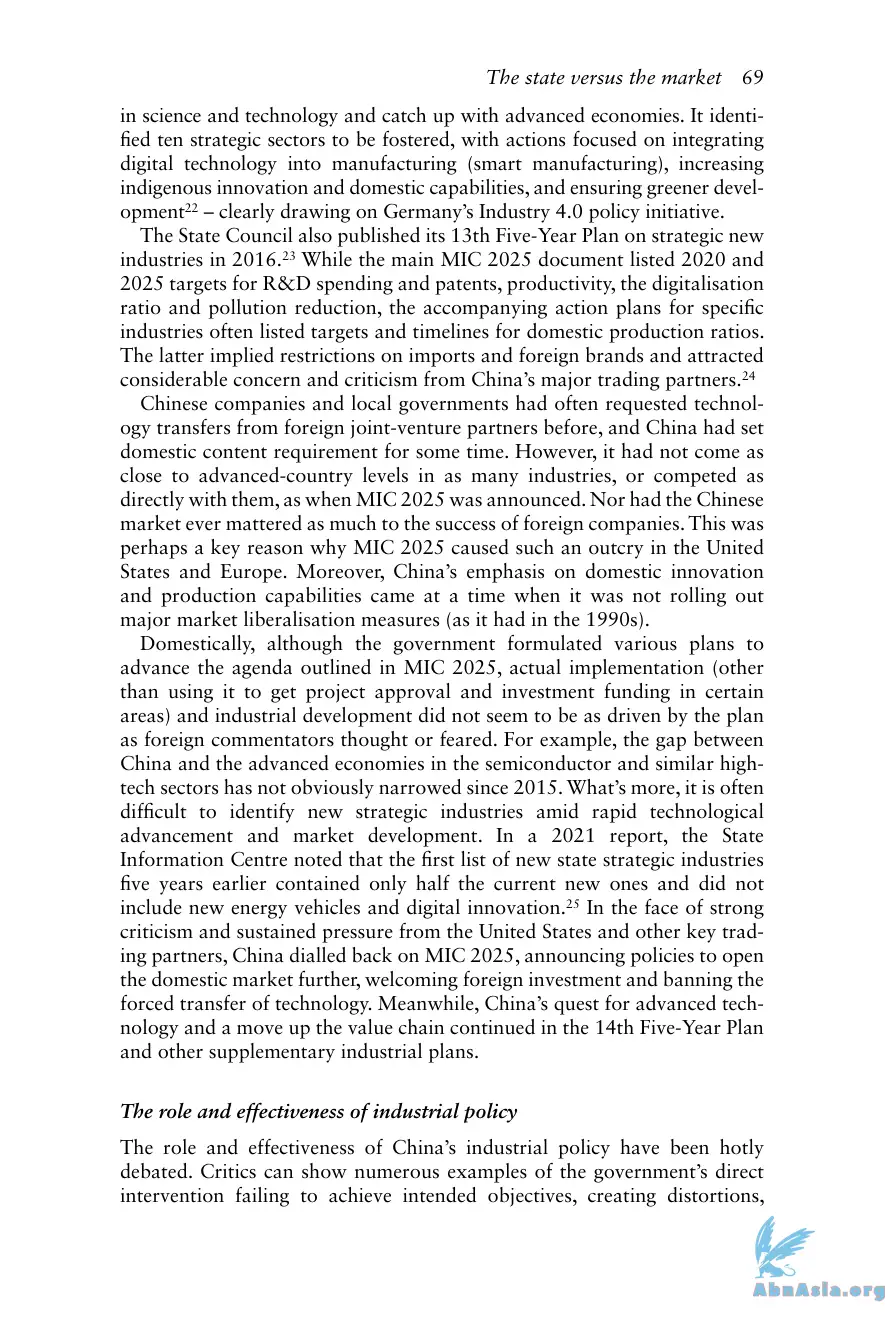 The state versus the market 69
in science and technology and catch up with advanced economies. It identi-
fied ten strategic sectors to be fostered, with actions focused on integrating
digital technology into manufacturing (smart manufacturing), increasing
indigenous innovation and domestic capabilities, and ensuring greener devel-
opment22 – clearly drawing on Germany’s Industry 4.0 policy initiative.
The State Council also published its 13th Five-Year Plan on strategic new
industries in 2016.23 While the main MIC 2025 document listed 2020 and
2025 targets for R&D spending and patents, productivity, the digitalisation
ratio and pollution reduction, the accompanying action plans for specific
industries often listed targets and timelines for domestic production ratios.
The latter implied restrictions on imports and foreign brands and attracted
considerable concern and criticism from China’s major trading partners.24
Chinese companies and local governments had often requested technol-
ogy transfers from foreign joint-venture partners before, and China had set
domestic content requirement for some time. However, it had not come as
close to advanced-country levels in as many industries, or competed as
directly with them, as when MIC 2025 was announced. Nor had the Chinese
market ever mattered as much to the success of foreign companies. This was
perhaps a key reason why MIC 2025 caused such an outcry in the United
States and Europe. Moreover, China’s emphasis on domestic innovation
and production capabilities came at a time when it was not rolling out
major market liberalisation measures (as it had in the 1990s).
Domestically, although the government formulated various plans to
advance the agenda outlined in MIC 2025, actual implementation (other
than using it to get project approval and investment funding in certain
areas) and industrial development did not seem to be as driven by the plan
as foreign commentators thought or feared. For example, the gap between
China and the advanced economies in the semiconductor and similar high-
tech sectors has not obviously narrowed since 2015. What’s more, it is often
difficult to identify new strategic industries amid rapid technological
advancement and market development. In a 2021 report, the State
Information Centre noted that the first list of new state strategic industries
five years earlier contained only half the current new ones and did not
include new energy vehicles and digital innovation.25 In the face of strong
criticism and sustained pressure from the United States and other key trad-
ing partners, China dialled back on MIC 2025, announcing policies to open
the domestic market further, welcoming foreign investment and banning the
forced transfer of technology. Meanwhile, China’s quest for advanced tech-
nology and a move up the value chain continued in the 14th Five-Year Plan
and other supplementary industrial plans.
The role and effectiveness of industrial policy
The role and effectiveness of China’s industrial policy have been hotly
debated. Critics can show numerous examples of the government’s direct
intervention failing to achieve intended objectives, creating distortions,
AbnAsia.org